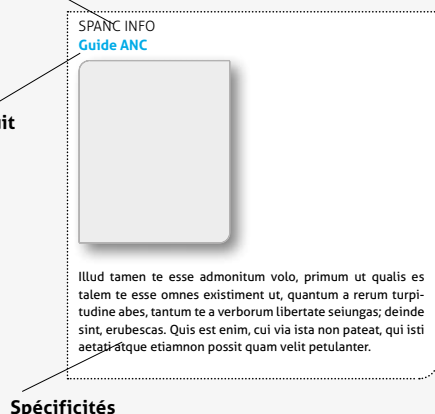 SPANC INFO
Guide ANC
Illud tamen te esse admonitum volo, primum ut qualis es
talem te esse omnes existiment ut, quantum a rerum turpi-
tudine abes, tantum te a verborum libertate seiungas; deinde
sint, erubescas. Quis est enim, cui via ista non pateat, qui isti
aetati atque etiamnon possit quam velit petulanter.
Spécificités